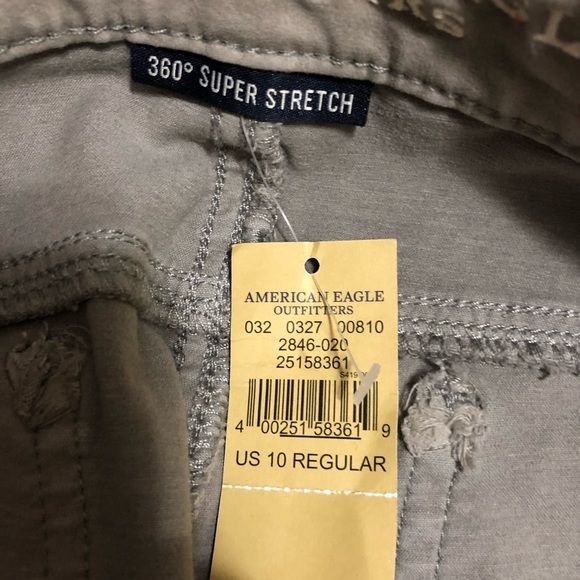 360° SUPER STRETCH
AMERICAN EAGLE
OUTFITTERS
032 0327 00810
2846-020
25158361
4 00251 58361 9
US 10 REGULAR